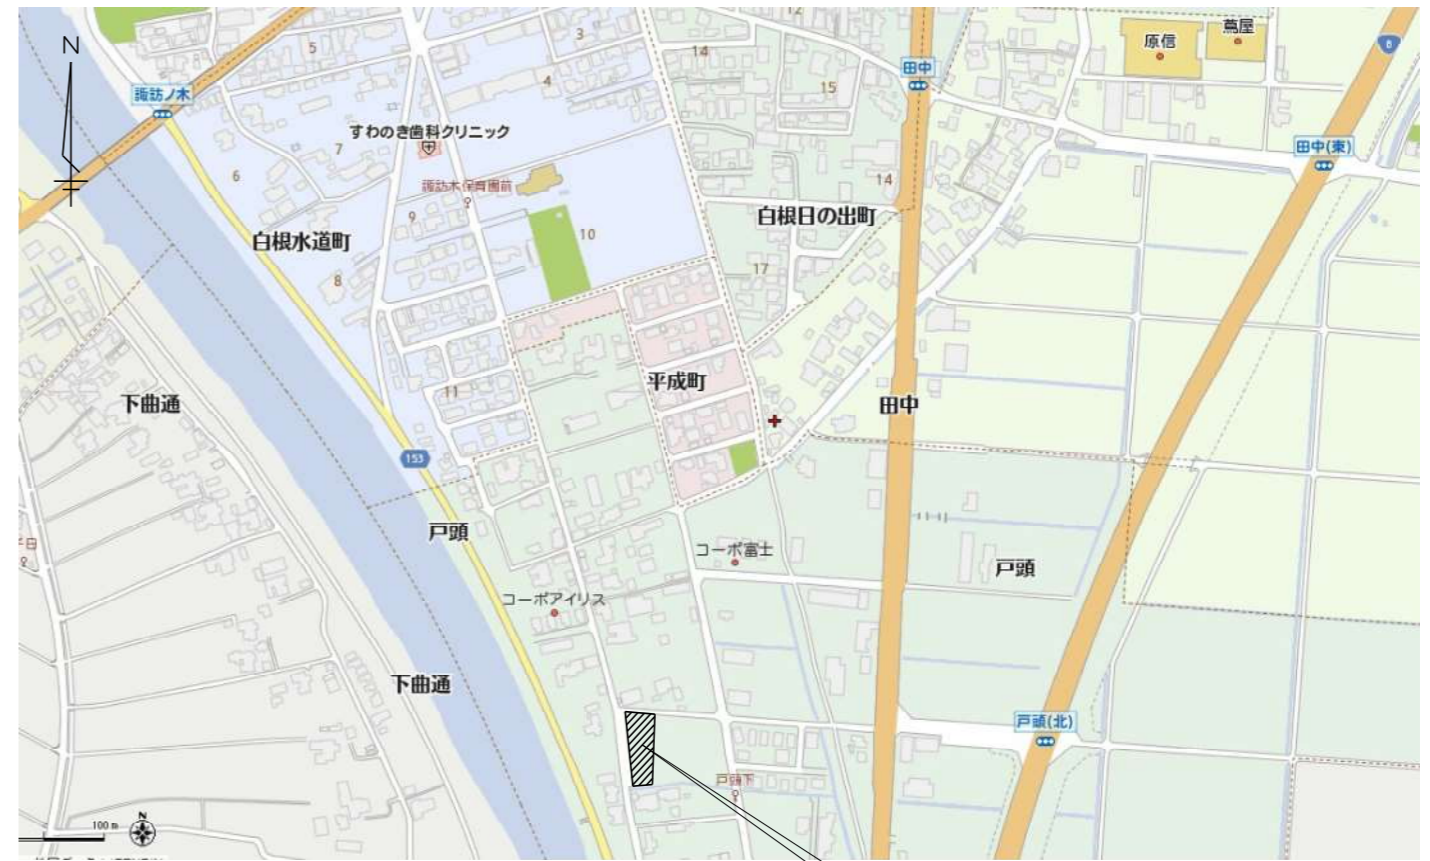 12
原信
蔦屋
8
3
5
14
N
4
田中
諏訪ノ木
15
すわのき歯科クリニック
7
田中(東)
6
14
諏訪木保育園前
9
白根日の出町
白根水道町
10
17
8
平成町
11
下曲通
田中
153
戸頭
コーポ富士
戸頭
コーポアイリス
下曲通
戸頭(北)
戸頭下
100 m
N